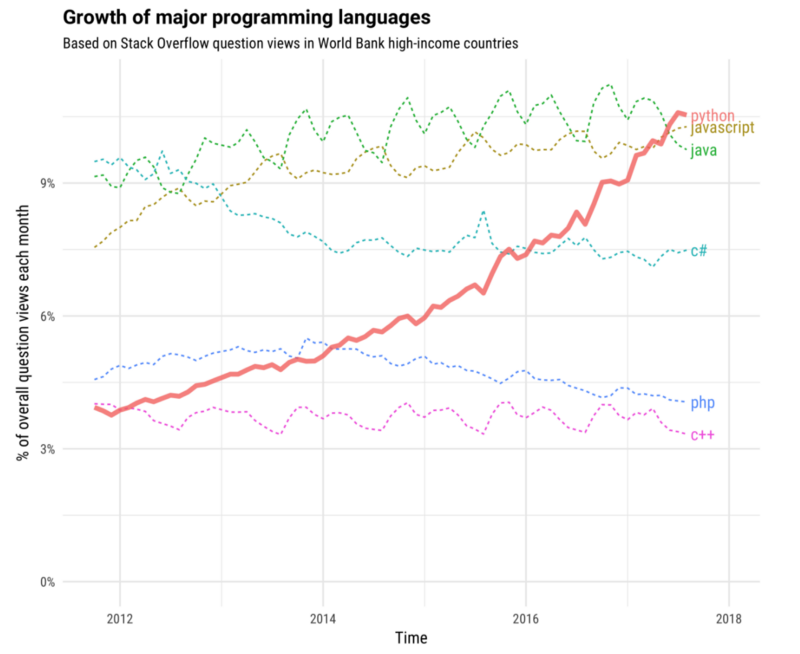 Growth of major programming languages
Based on Stack Overflow question views in World Bank high-income countries
% of overall question views each month
python
javascript
java
9%
c#
6%
php
c++
3%
0%
2012 2014 2016 2018
Time